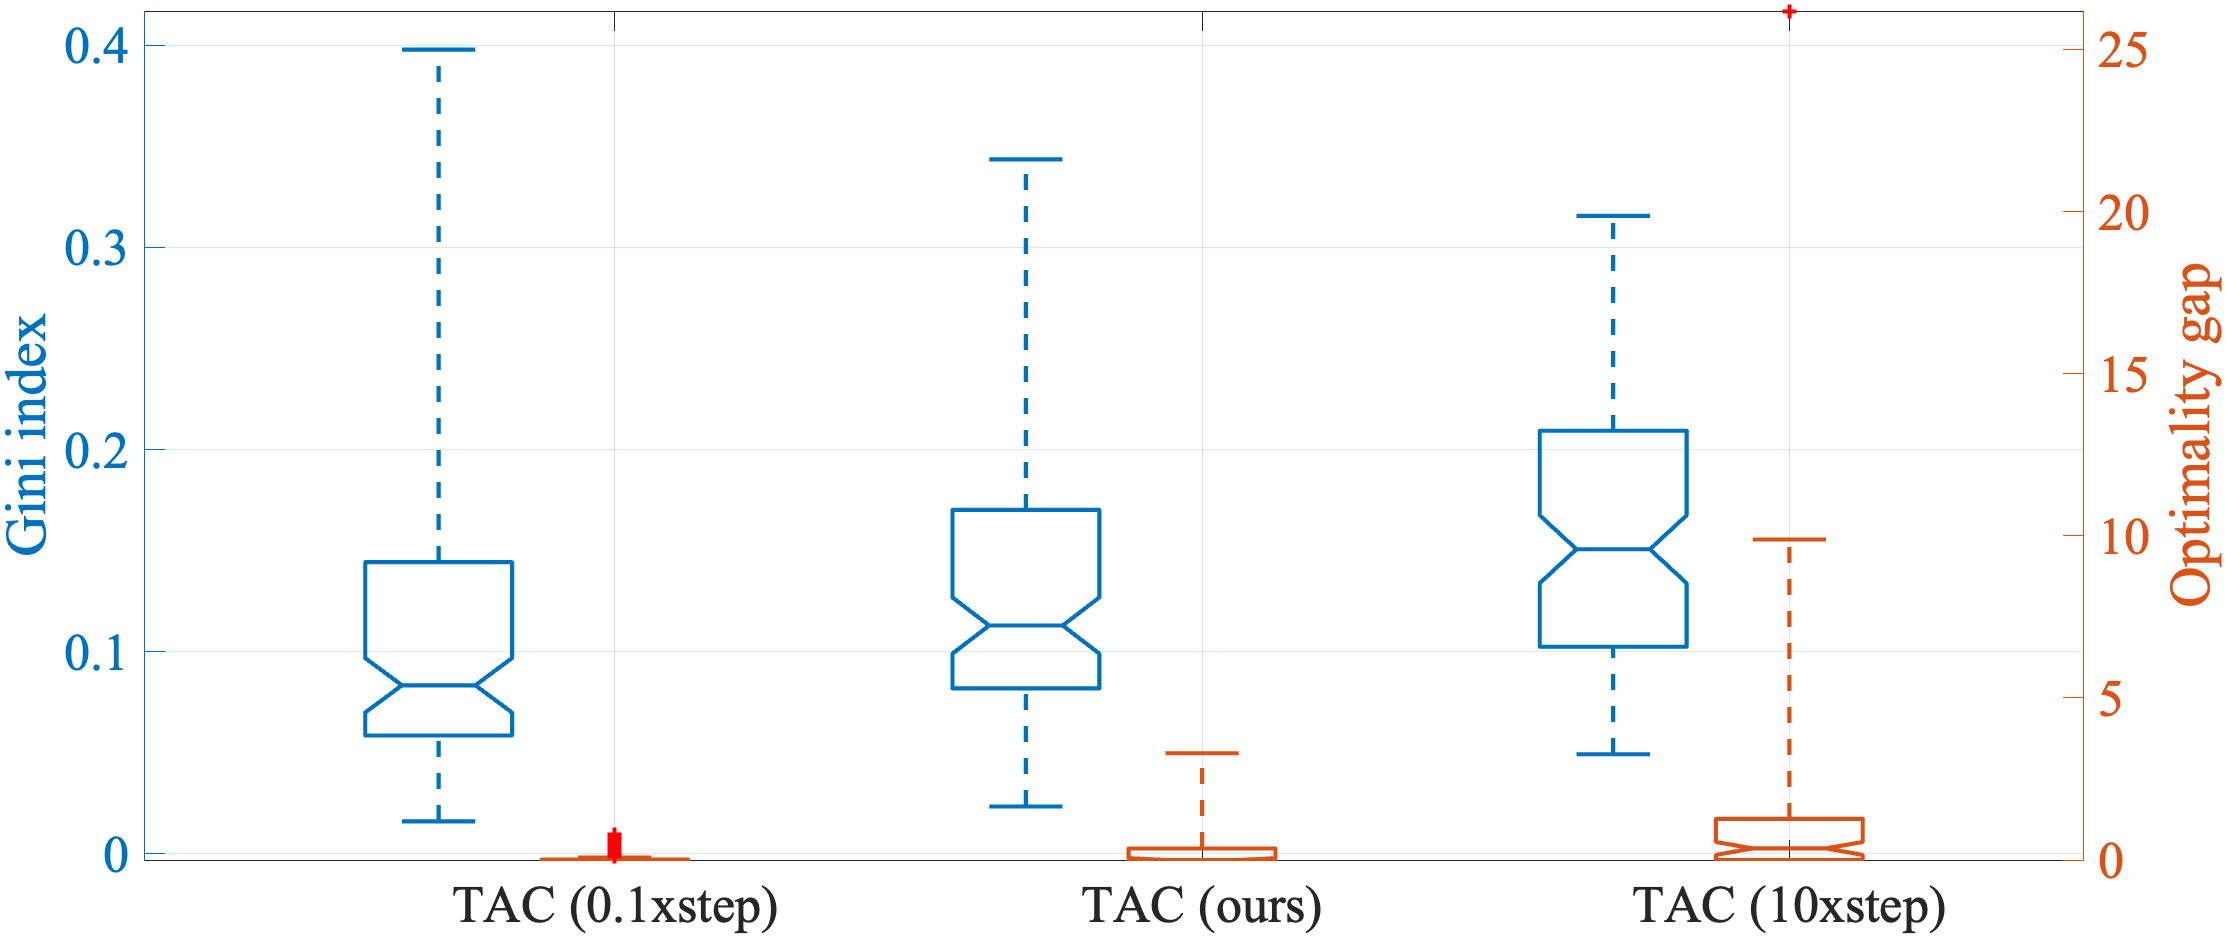 Gini index
0.4
0.3
0.2
0.1
0
25
20
15
10
5
0
Optimality gap
TAC (0.1xstep)
TAC (ours)
TAC (10xstep)